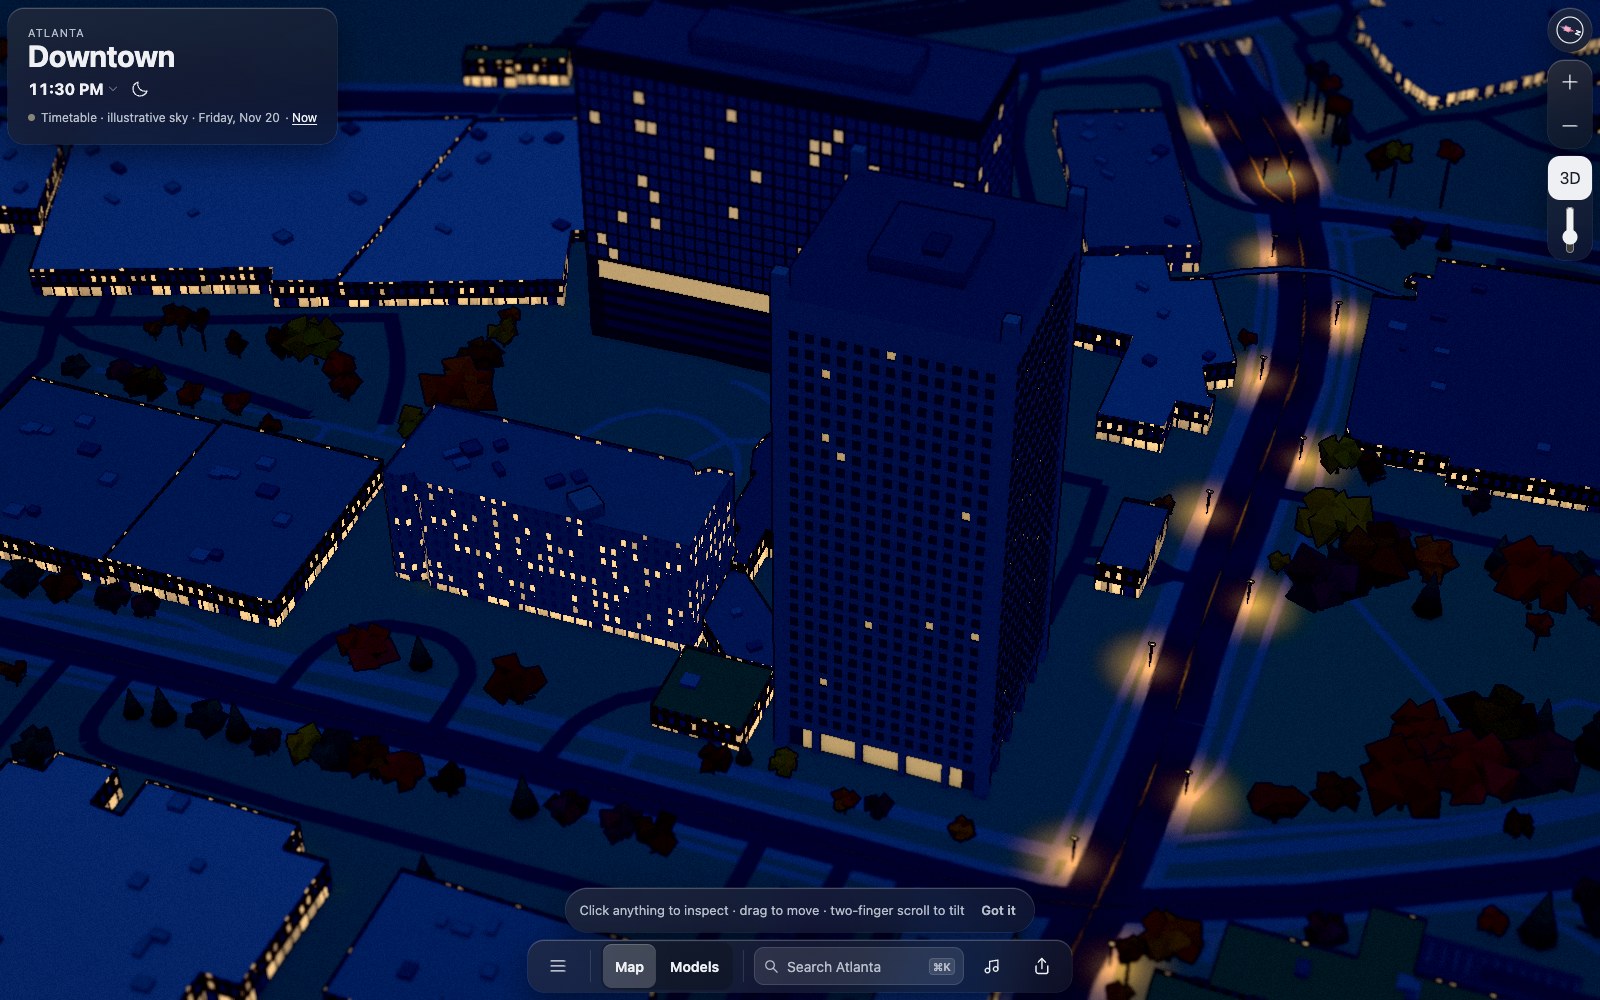 ATLANTA
Downtown
11:30 PM
Timetable · illustrative sky · Friday, Nov 20 · Now
3D
Click anything to inspect · drag to move · two-finger scroll to tilt Got it
Map Models Search Atlanta ⌘K